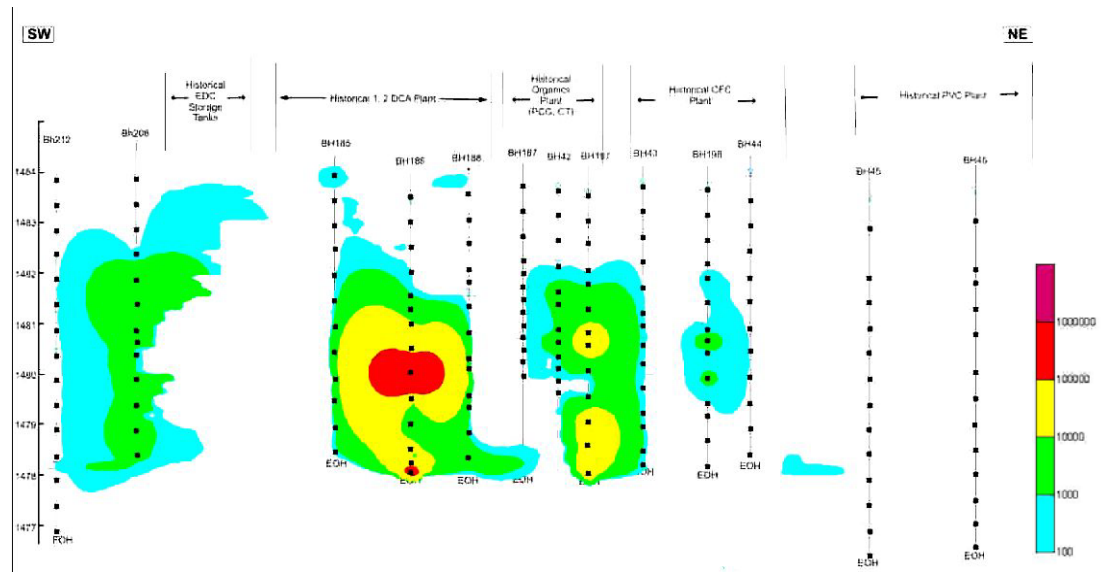 SW
NE
Historical
EDC
Storage
Tanks
Historical 1, 2 DCA Plant
Historical
Organics
Plant
(PCG, CT)
Historical CFC
Plant
Historical PVC Plant
Bh212
Bh208
BH185
BH186
BH188
BH187
BH42
BH187
BH43
BH198
BH44
BH45
BH46
1484
1483
1482
1481
1480
1479
1478
1477
EOH
EOH
EOH
EOH
EOH
EOH
EOH
EOH
EOH
EOH
EOH
1000000
100000
10000
1000
100